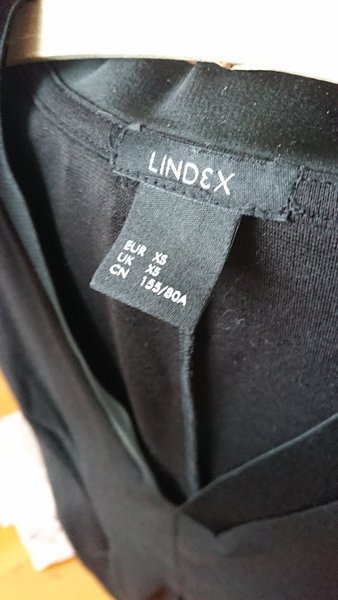 LINDEX
EUR XS
UK XS
CN 155/80A